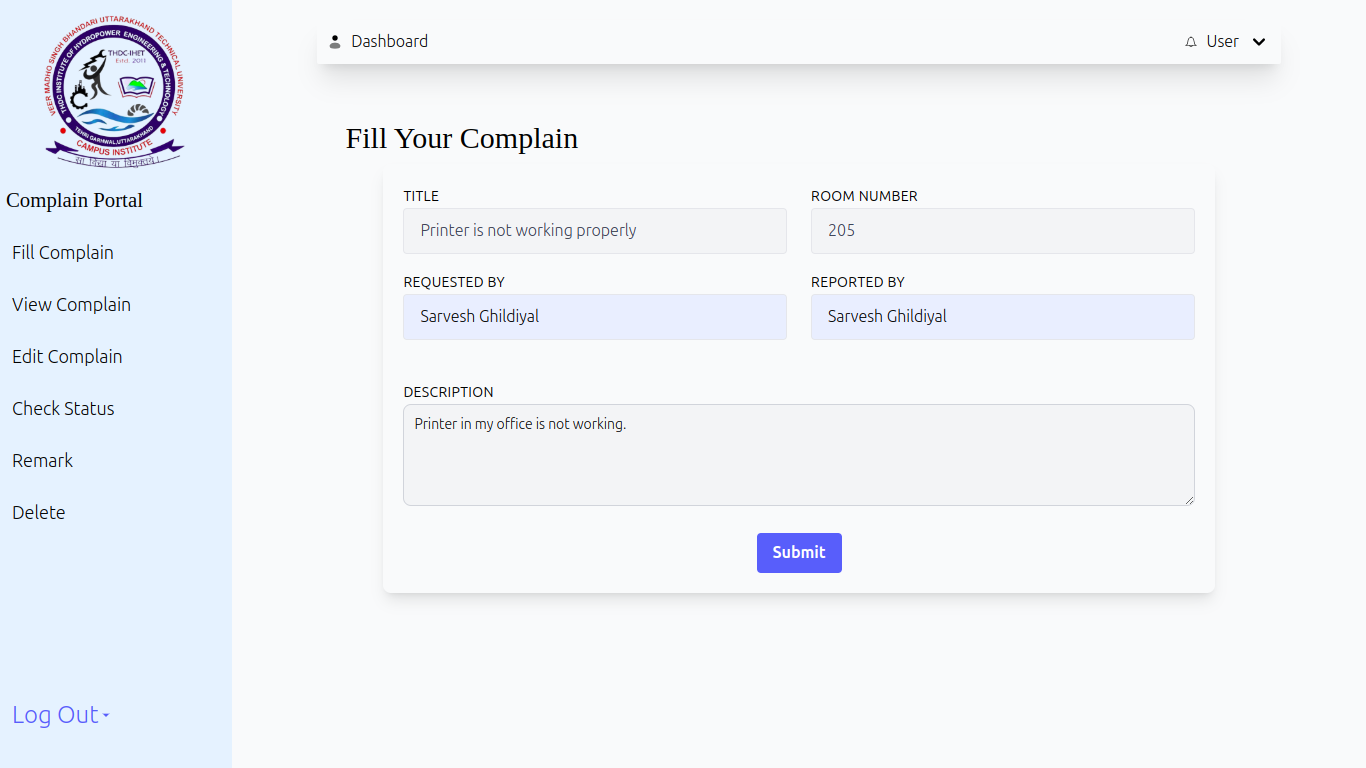 VEER MADHO SINGH BHANDARI UTTARAKHAND TECHNICAL UNIVERSITY
THDC INSTITUTE OF HYDROPOWER ENGINEERING & TECHNOLOGY
THDC-IHET
Estd. 2011
TEHRI GARHWAL, UTTARAKHAND
CAMPUS INSTITUTE
सा विद्या या विमुक्तये।
Complain Portal
Fill Complain
View Complain
Edit Complain
Check Status
Remark
Delete
Log Out
Dashboard
User
Fill Your Complain
TITLE
Printer is not working properly
ROOM NUMBER
205
REQUESTED BY
Sarvesh Ghildiyal
REPORTED BY
Sarvesh Ghildiyal
DESCRIPTION
Printer in my office is not working.
Submit